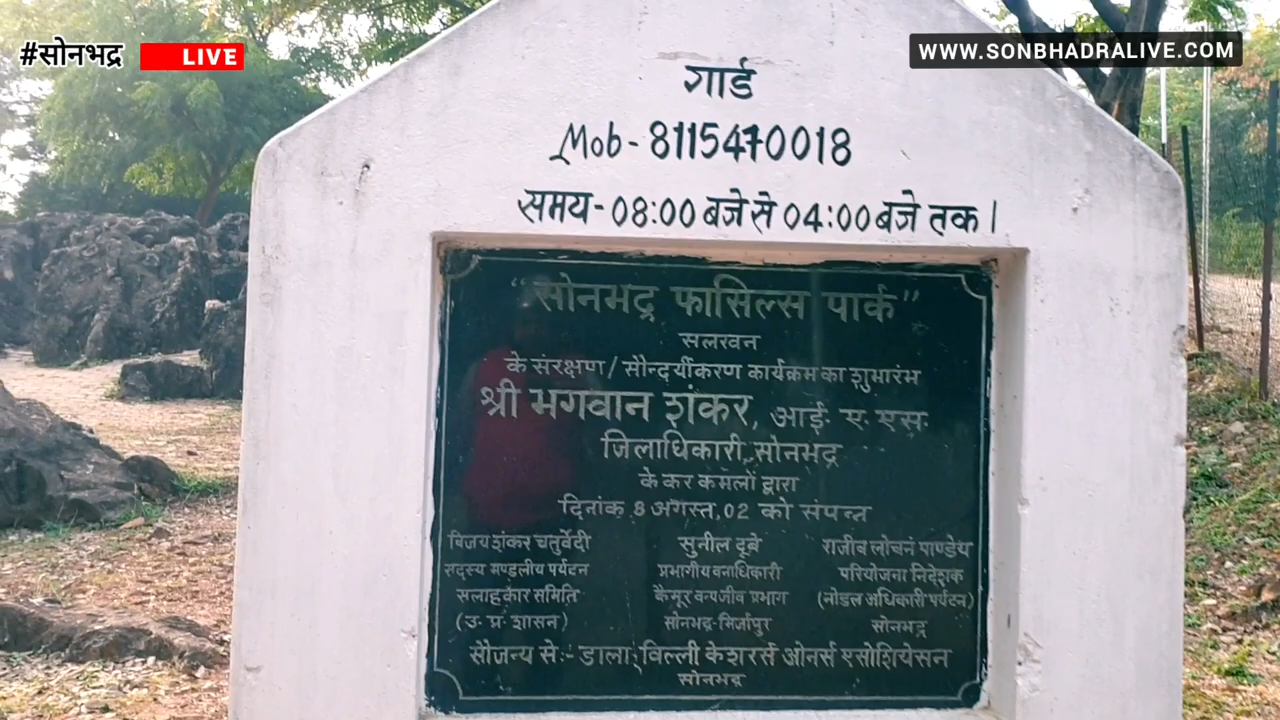 #सोनभद्र LIVE
WWW.SONBHADRALIVE.COM
गार्ड
Mob-8115470018
समय-08:00 बजे से 04:00 बजे तक।
“सोनभद्र फासिल्स पार्क”
सलखन
के संरक्षण/सौन्दर्यीकरण कार्यक्रम का शुभारंभ
श्री भगवान शंकर, आई. ए. एस.
जिलाधिकारी, सोनभद्र
के कर कमलों द्वारा
दिनांक 8 अगस्त, 02 को संपन्न
विजय शंकर चतुर्वेदी सुनील दूबे राजीव लोचन पाण्डेय
सदस्य मण्डलीय पर्यटन प्रभागीय वनाधिकारी परियोजना निदेशक
सलाहकार समिति कैमूर वन्यजीव प्रभाग (नोडल अधिकारी पर्यटन)
(उ. प्र. शासन) सोनभद्र-मिर्जापुर सोनभद्र
सौजन्य से:- डाला, विल्ली केशरर्स ओनर्स एसोशियेसन
सोनभद्र